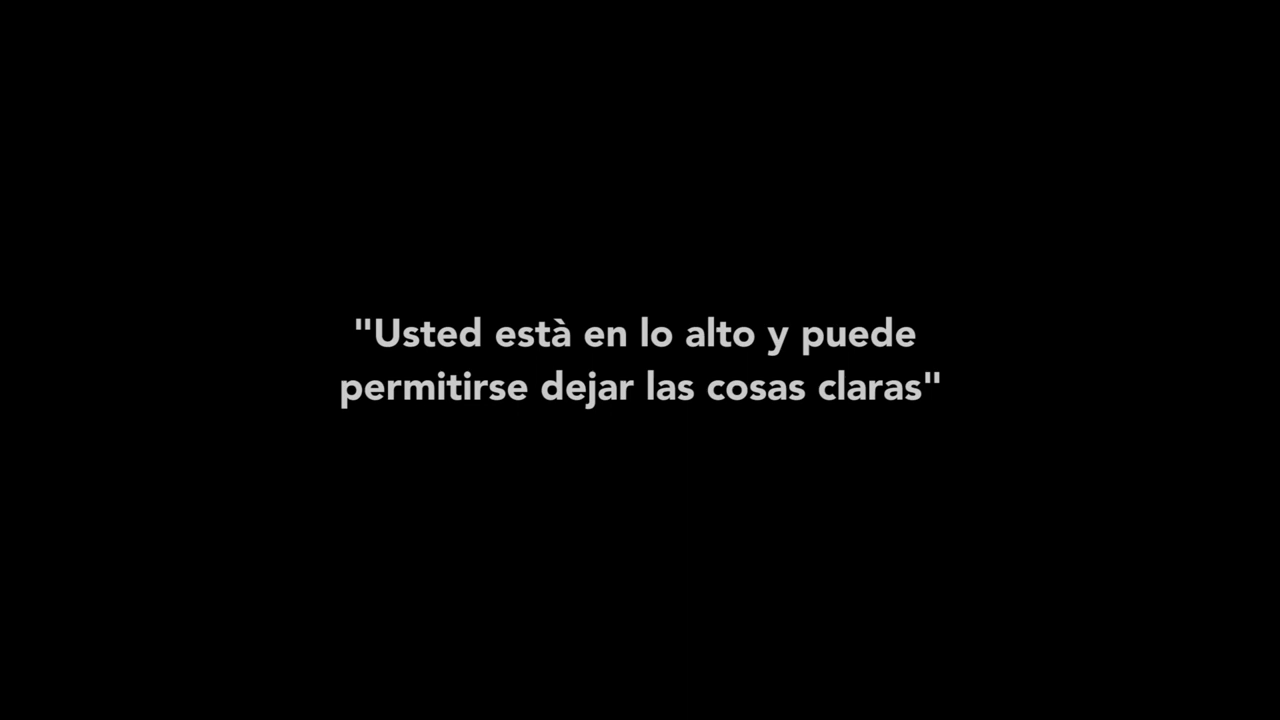 "Usted està en lo alto y puede
permitirse dejar las cosas claras"